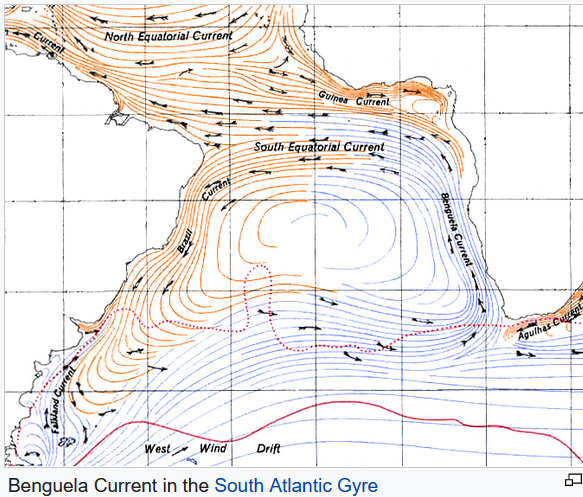 Current
North Equatorial Current
Guinea Current
South Equatorial Current
Brazil Current
Benguela Current
Agulhas Current
Falkland Current
West Wind Drift
Benguela Current in the South Atlantic Gyre